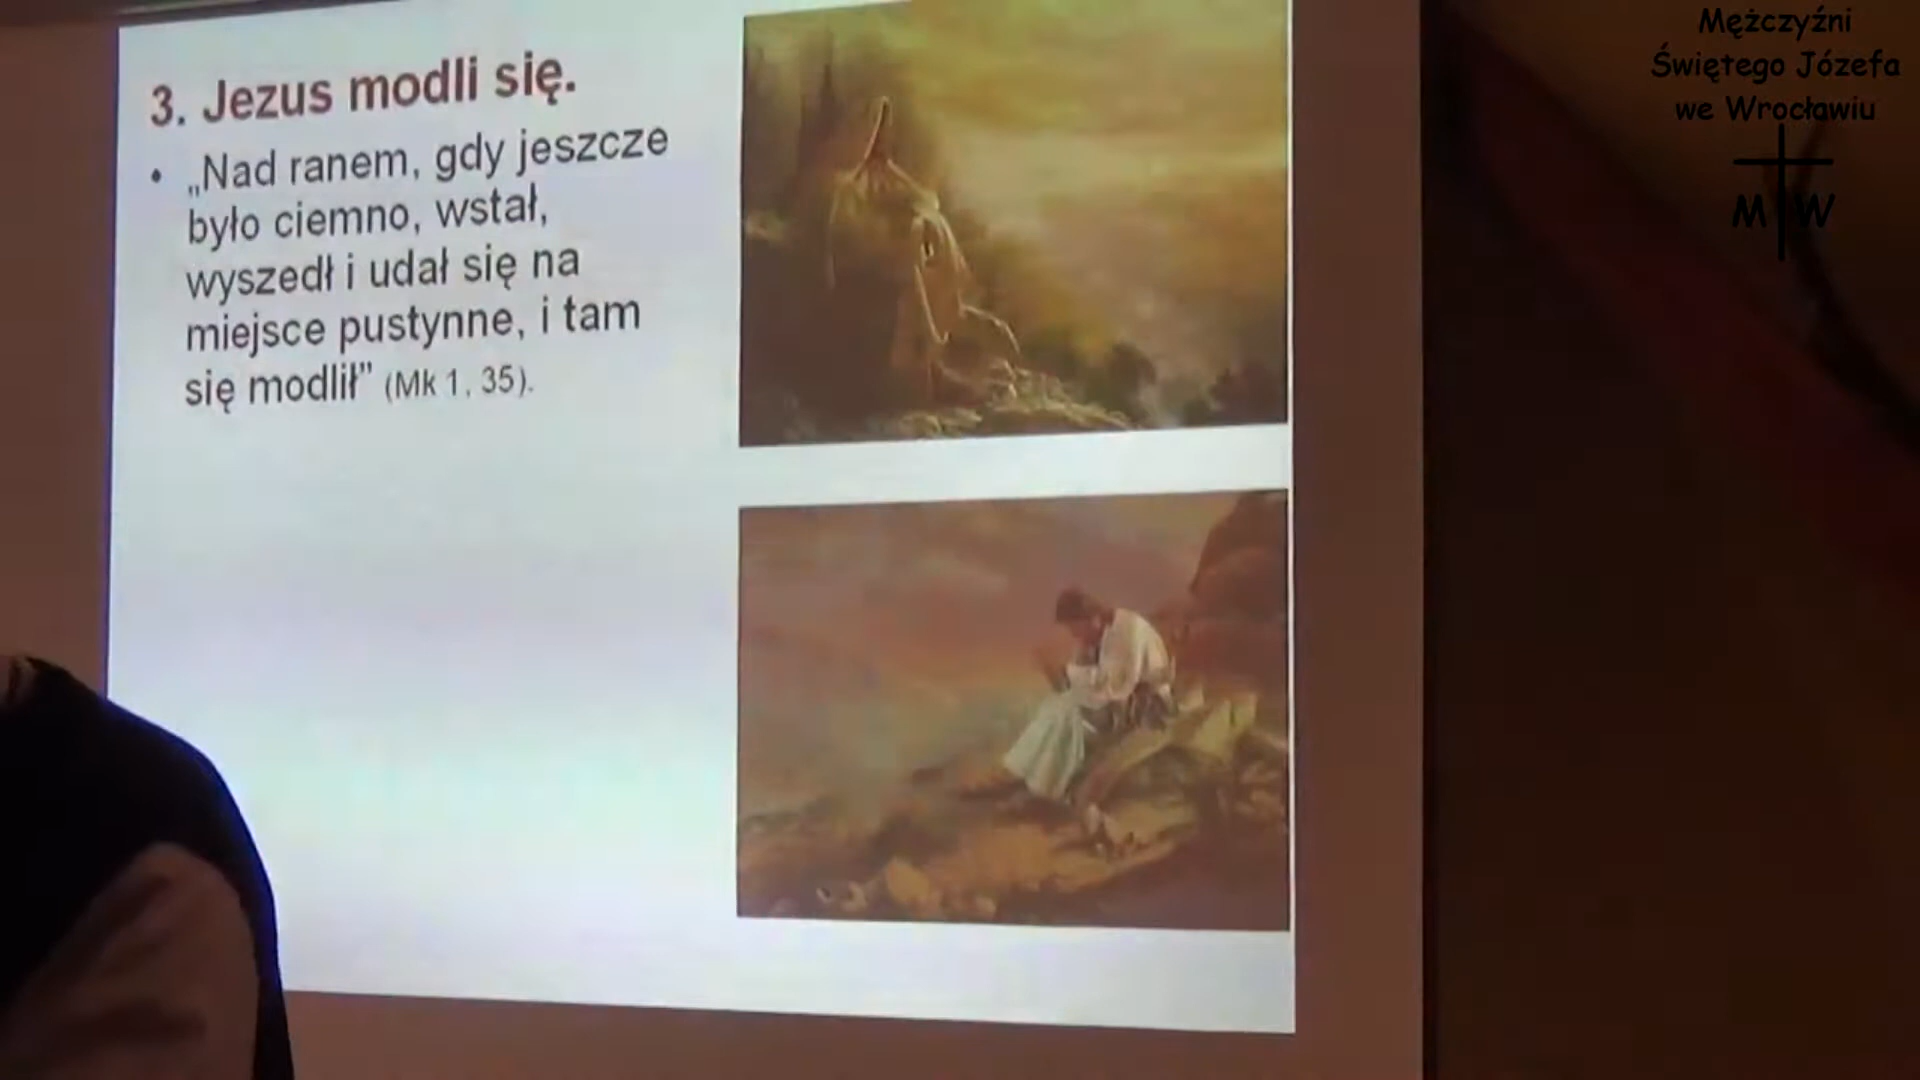 3. Jezus modli się.
• „Nad ranem, gdy jeszcze
było ciemno, wstał,
wyszedł i udał się na
miejsce pustynne, i tam
się modlił” (Mk 1, 35).
Mężczyźni
Świętego Józefa
we Wrocławiu
M W